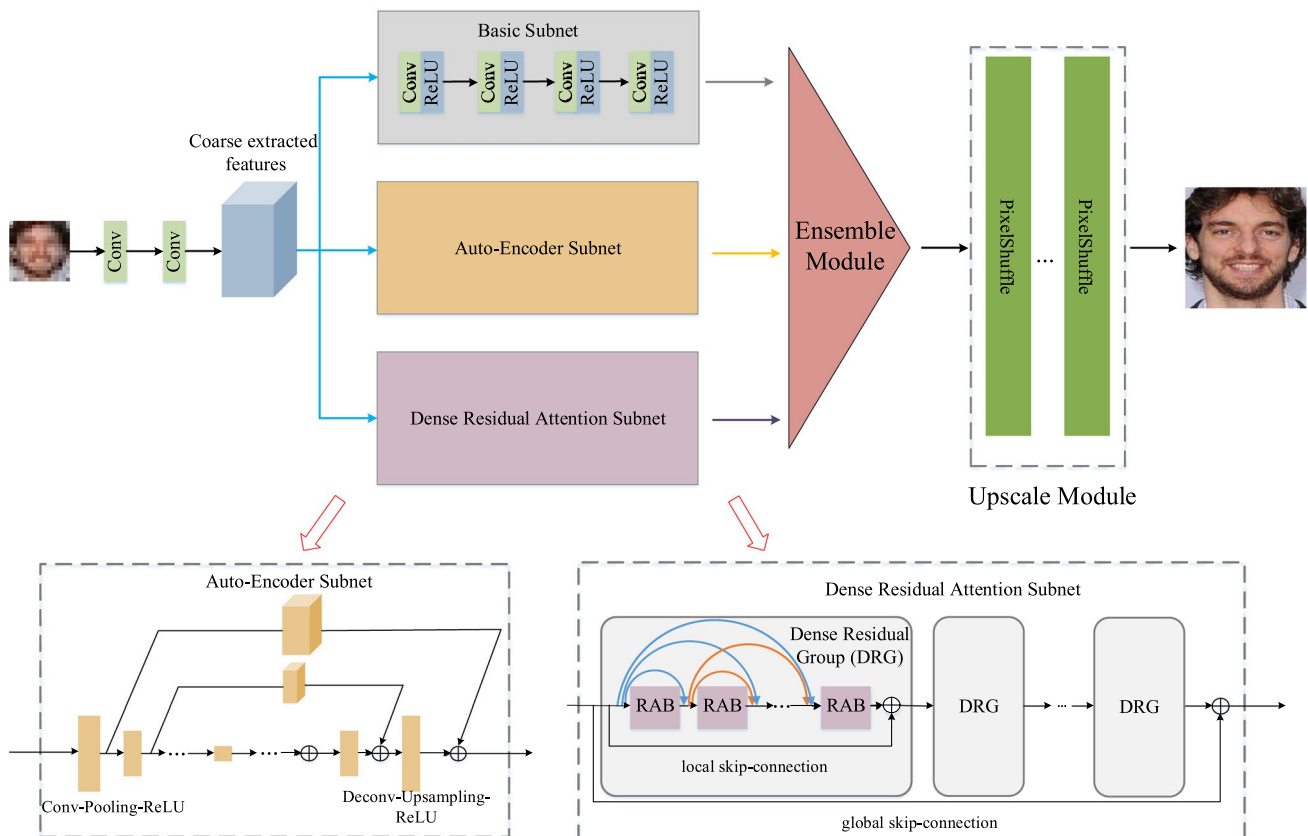 Basic Subnet
Conv
ReLU
Conv
ReLU
Conv
ReLU
Conv
ReLU
Coarse extracted
features
Conv
Conv
Auto-Encoder Subnet
Dense Residual Attention Subnet
Ensemble
Module
PixelShuffle
...
PixelShuffle
Upscale Module
Auto-Encoder Subnet
Conv-Pooling-ReLU
Deconv-Upsampling-
ReLU
Dense Residual Attention Subnet
Dense Residual
Group (DRG)
RAB
RAB
...
RAB
local skip-connection
DRG
...
DRG
global skip-connection